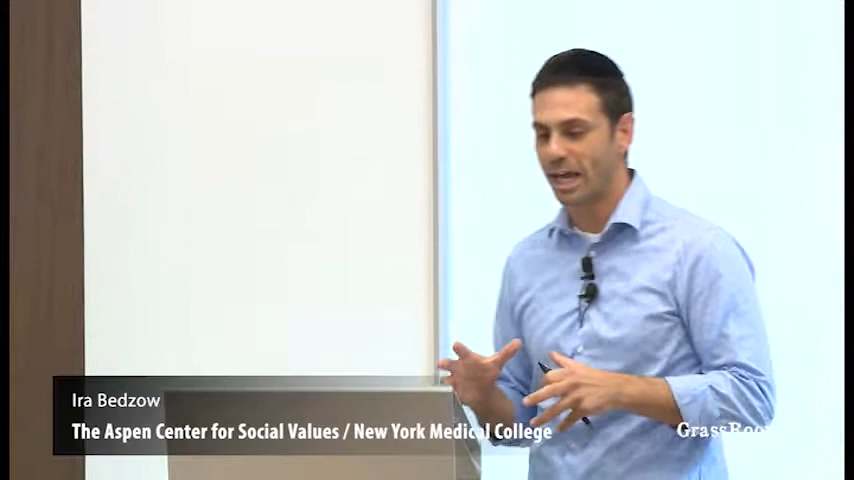 Ira Bedzow
The Aspen Center for Social Values / New York Medical College